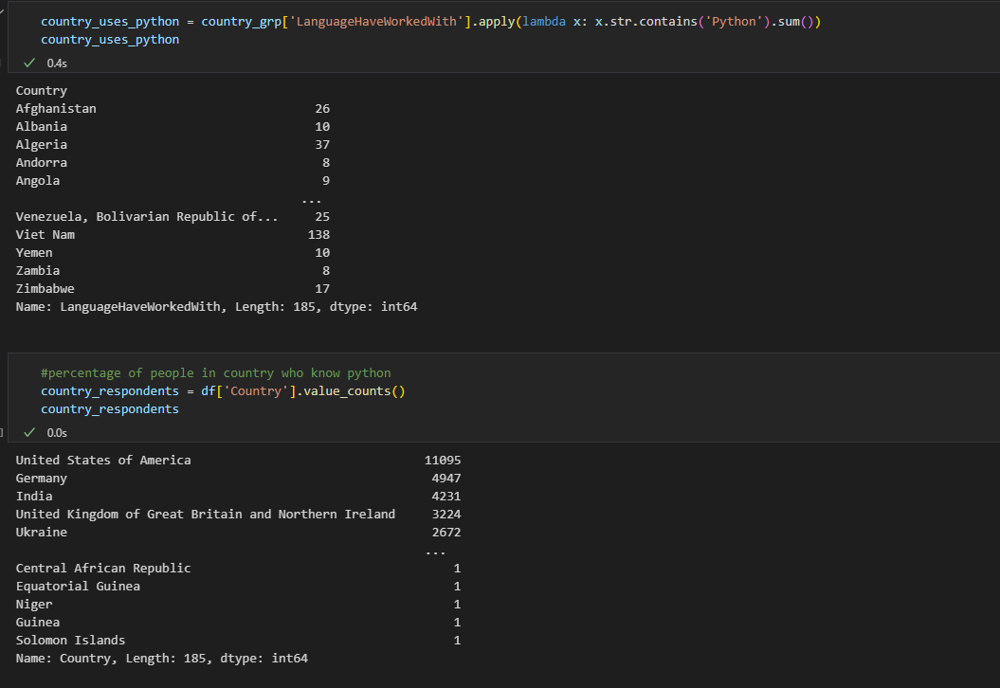 country_uses_python = country_grp['LanguageHaveWorkedWith'].apply(lambda x: x.str.contains('Python').sum())
country_uses_python
✓ 0.4s
Country
Afghanistan 26
Albania 10
Algeria 37
Andorra 8
Angola 9
...
Venezuela, Bolivarian Republic of... 25
Viet Nam 138
Yemen 10
Zambia 8
Zimbabwe 17
Name: LanguageHaveWorkedWith, Length: 185, dtype: int64
#percentage of people in country who know python
country_respondents = df['Country'].value_counts()
country_respondents
]
✓ 0.0s
United States of America 11095
Germany 4947
India 4231
United Kingdom of Great Britain and Northern Ireland 3224
Ukraine 2672
...
Central African Republic 1
Equatorial Guinea 1
Niger 1
Guinea 1
Solomon Islands 1
Name: Country, Length: 185, dtype: int64